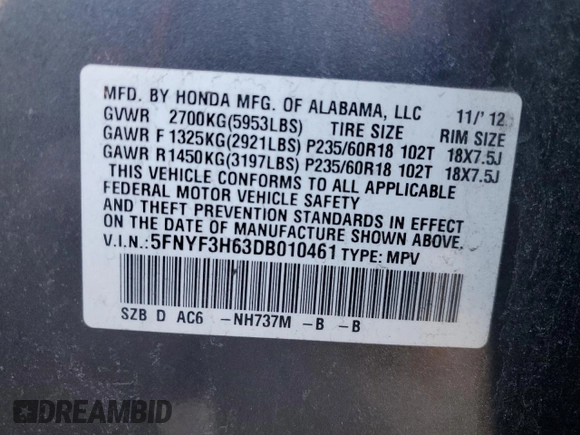 MFD. BY HONDA MFG. OF ALABAMA, LLC 11/'12
GVWR 2700KG(5953LBS) TIRE SIZE RIM SIZE
GAWR F 1325KG(2921LBS) P235/60R18 102T 18X7.5J
GAWR R 1450KG(3197LBS) P235/60R18 102T 18X7.5J
THIS VEHICLE CONFORMS TO ALL APPLICABLE
FEDERAL MOTOR VEHICLE SAFETY
AND THEFT PREVENTION STANDARDS IN EFFECT
ON THE DATE OF MANUFACTURE SHOWN ABOVE.
V.I.N.:5FNYF3H63DB010461 TYPE: MPV
SZB D AC6 -NH737M -B -B
DREAMBID